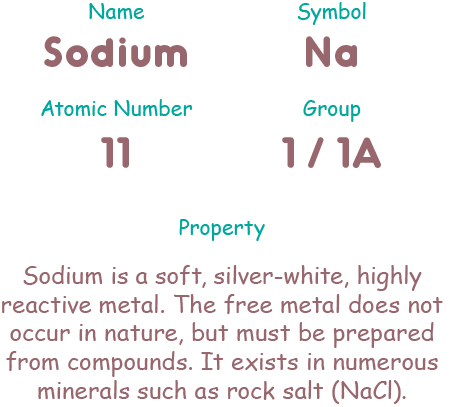 Name Symbol
Sodium Na
Atomic Number Group
11 1 / 1A
Property
Sodium is a soft, silver-white, highly
reactive metal. The free metal does not
occur in nature, but must be prepared
from compounds. It exists in numerous
minerals such as rock salt (NaCl).